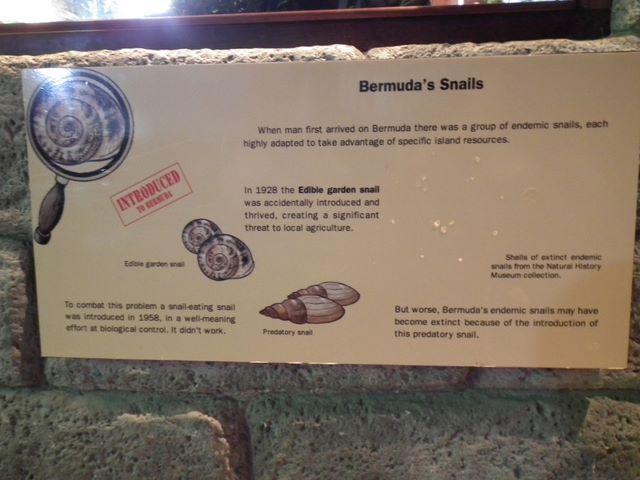 Bermuda's Snails
When man first arrived on Bermuda there was a group of endemic snails, each
highly adapted to take advantage of specific island resources.
INTRODUCED
TO BERMUDA
In 1928 the Edible garden snail
was accidentally introduced and
thrived, creating a significant
threat to local agriculture.
Edible garden snail
Shells of extinct endemic
snails from the Natural History
Museum collection.
To combat this problem a snail-eating snail
was introduced in 1958, in a well-meaning
effort at biological control. It didn't work.
Predatory snail
But worse, Bermuda's endemic snails may have
become extinct because of the introduction of
this predatory snail.